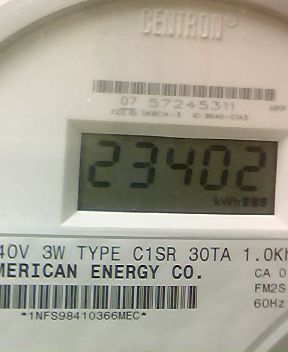 CENTRON®
07 57245311
23402
kWh
40V 3W TYPE C1SR 30TA 1.0Kh
MERICAN ENERGY CO.
CA 0
FM2S
60Hz
*1NFS98410366MEC*